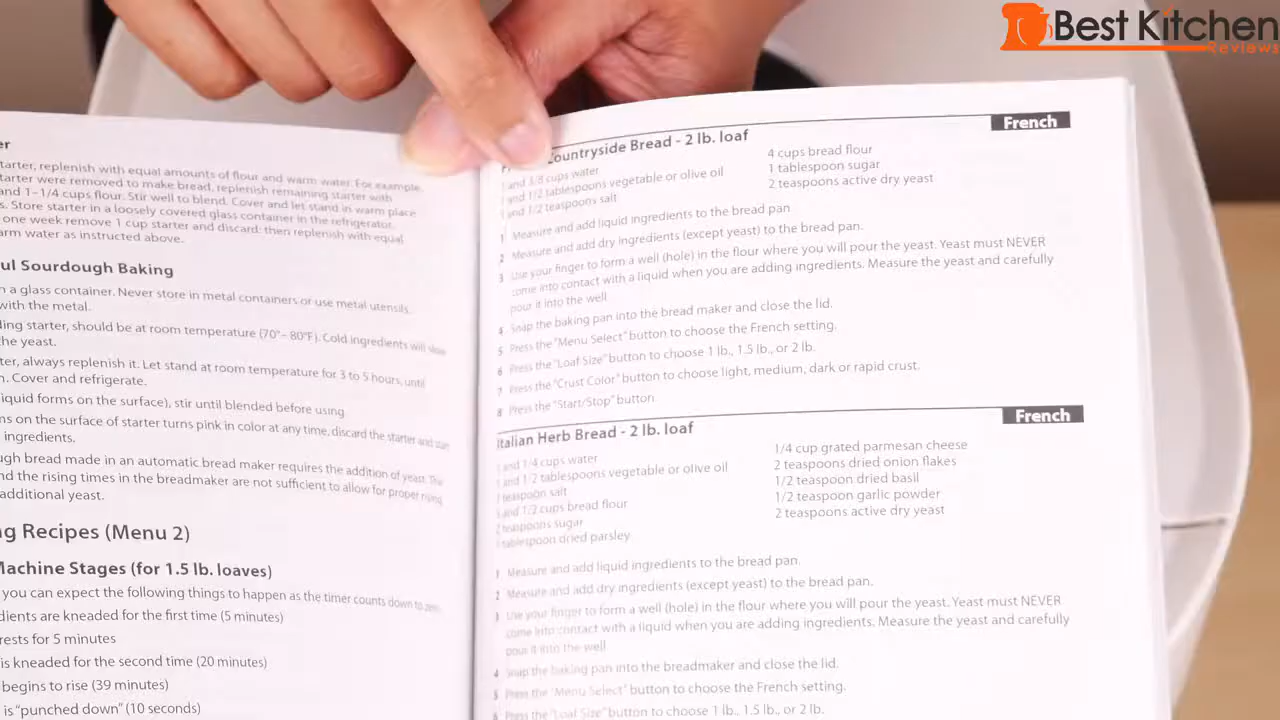 Best Kitchen
Reviews
er
tarter, replenish with equal amounts of flour and warm water. For example,
tarter were removed to make bread, replenish remaining starter with
and 1–1/4 cups flour. Stir well to blend. Cover and let stand in warm place
s. Store starter in a loosely covered glass container in the refrigerator.
one week remove 1 cup starter and discard: then replenish with equal
arm water as instructed above.
ul Sourdough Baking
n a glass container. Never store in metal containers or use metal utensils.
with the metal.
ding starter, should be at room temperature (70°– 80°F). Cold ingredients will slow
he yeast.
ter, always replenish it. Let stand at room temperature for 3 to 5 hours, until
n. Cover and refrigerate.
iquid forms on the surface), stir until blended before using.
ns on the surface of starter turns pink in color at any time, discard the starter and start
ingredients.
ugh bread made in an automatic bread maker requires the addition of yeast. The
nd the rising times in the breadmaker are not sufficient to allow for proper rising
additional yeast.
ng Recipes (Menu 2)
Machine Stages (for 1.5 lb. loaves)
you can expect the following things to happen as the timer counts down to zero.
dients are kneaded for the first time (5 minutes)
rests for 5 minutes
is kneaded for the second time (20 minutes)
begins to rise (39 minutes)
is "punched down" (10 seconds)
French
Countryside Bread - 2 lb. loaf
1 and 3/8 cups water
1 and 1/2 tablespoons vegetable or olive oil
1 and 1/2 teaspoons salt
4 cups bread flour
1 tablespoon sugar
2 teaspoons active dry yeast
1 Measure and add liquid ingredients to the bread pan
2 Measure and add dry ingredients (except yeast) to the bread pan.
3 Use your finger to form a well (hole) in the flour where you will pour the yeast. Yeast must NEVER
come into contact with a liquid when you are adding ingredients. Measure the yeast and carefully
pour it into the well
4 Snap the baking pan into the bread maker and close the lid.
5 Press the "Menu Select" button to choose the French setting.
6 Press the "Loaf Size" button to choose 1 lb., 1.5 lb., or 2 lb.
7 Press the "Crust Color" button to choose light, medium, dark or rapid crust.
8 Press the "Start/Stop" button
French
Italian Herb Bread - 2 lb. loaf
1 and 1/4 cups water
1 and 1/2 tablespoons vegetable or olive oil
1 teaspoon salt
and 1/2 cups bread flour
2 teaspoons sugar
1 tablespoon dried parsley
1/4 cup grated parmesan cheese
2 teaspoons dried onion flakes
1/2 teaspoon dried basil
1/2 teaspoon garlic powder
2 teaspoons active dry yeast
1 Measure and add liquid ingredients to the bread pan.
2 Measure and add dry ingredients (except yeast) to the bread pan.
3 Use your finger to form a well (hole) in the flour where you will pour the yeast. Yeast must NEVER
come into contact with a liquid when you are adding ingredients. Measure the yeast and carefully
pour it into the well
4 Snap the baking pan into the breadmaker and close the lid.
5 Press the "Menu Select" button to choose the French setting.
6 Press the "Loaf Size" button to choose 1 lb., 1.5 lb., or 2 lb.